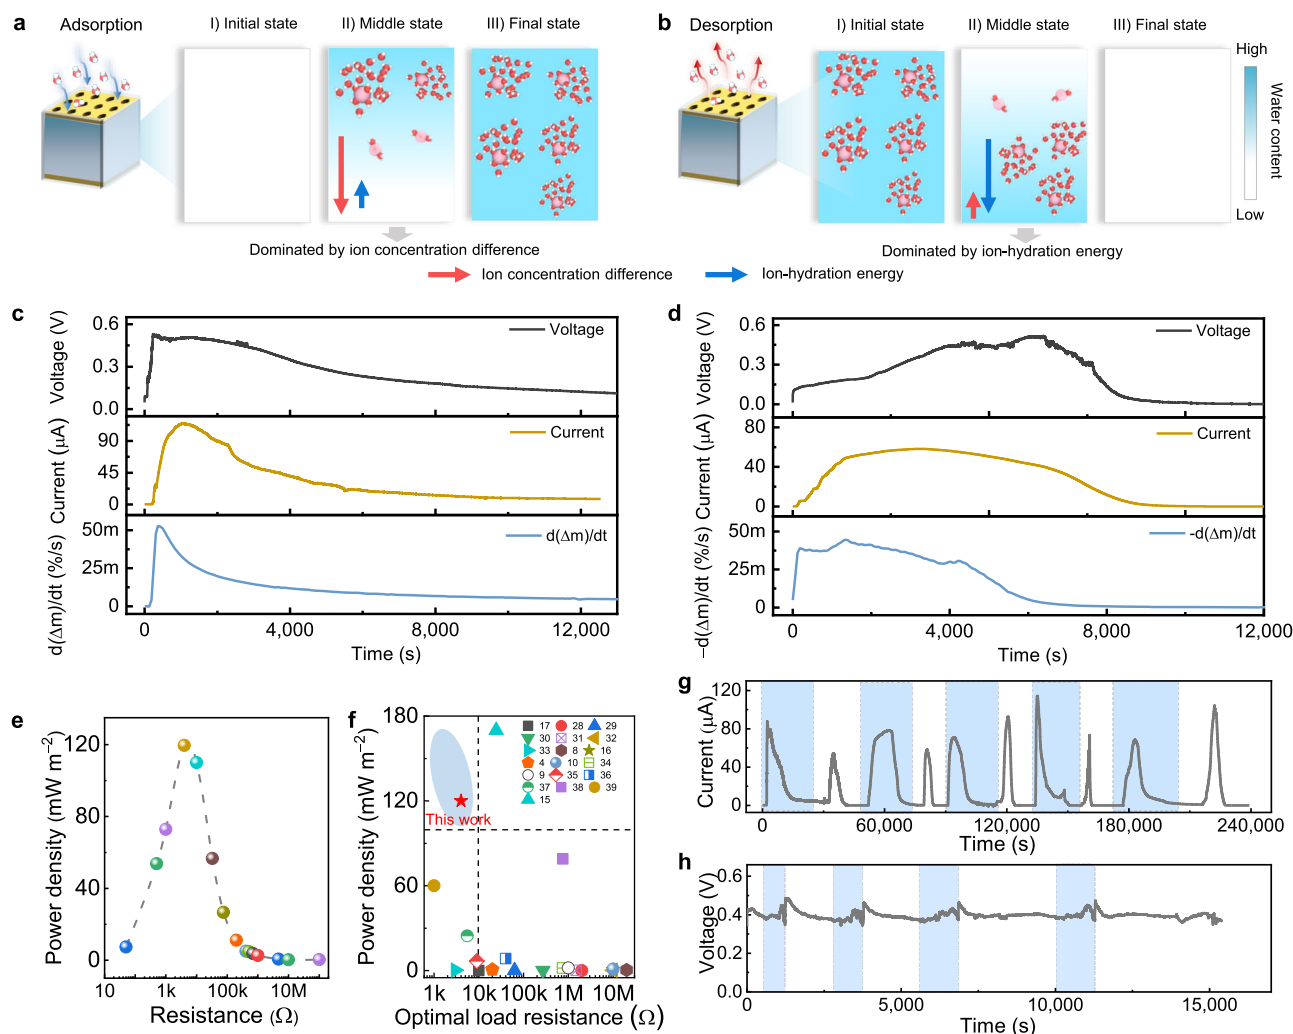 a
Adsorption
I) Initial state
II) Middle state
III) Final state
Dominated by ion concentration difference
b
Desorption
I) Initial state
II) Middle state
III) Final state
High
Water content
Low
Dominated by ion-hydration energy
Ion concentration difference
Ion-hydration energy
c
Voltage (V)
0.6
0.3
0.0
Voltage
Current (μA)
90
45
0
Current
d(Δm)/dt (%/s)
50m
25m
0
d(Δm)/dt
0
4,000
8,000
12,000
Time (s)
d
Voltage (V)
0.6
0.3
0.0
Voltage
Current (μA)
80
40
0
Current
−d(Δm)/dt (%/s)
50m
25m
0
-d(Δm)/dt
0
4,000
8,000
12,000
Time (s)
e
Power density (mW m⁻²)
120
80
40
0
10
1k
100k
10M
Resistance (Ω)
f
Power density (mW m⁻²)
180
120
60
0
17 28 29
30 31 32
33 8 16
4 10 34
9 35 36
37 38 39
15
This work
1k
10k
100k
1M
10M
Optimal load resistance (Ω)
g
Current (μA)
120
80
40
0
0
60,000
120,000
180,000
240,000
Time (s)
h
Voltage (V)
0.6
0.4
0.2
0.0
0
5,000
10,000
15,000
Time (s)